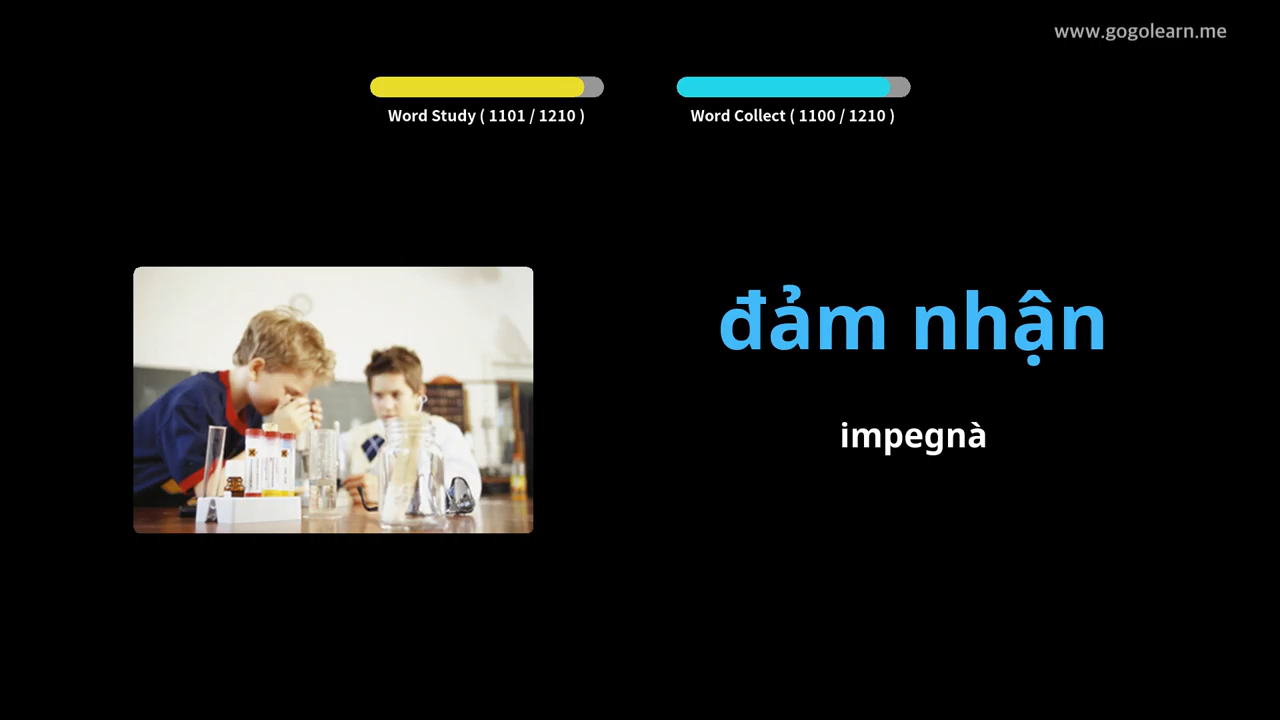 www.gogolearn.me
Word Study ( 1101 / 1210 )
Word Collect ( 1100 / 1210 )
đảm nhận
impegnà